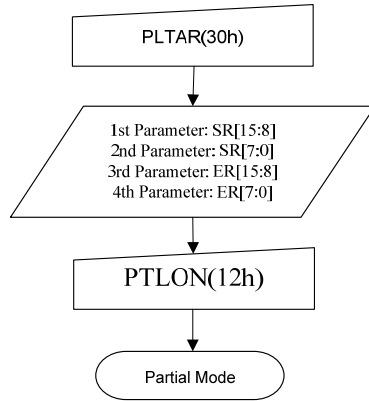 PLTAR(30h)
1st Parameter: SR[15:8]
2nd Parameter: SR[7:0]
3rd Parameter: ER[15:8]
4th Parameter: ER[7:0]
PTLON(12h)
Partial Mode